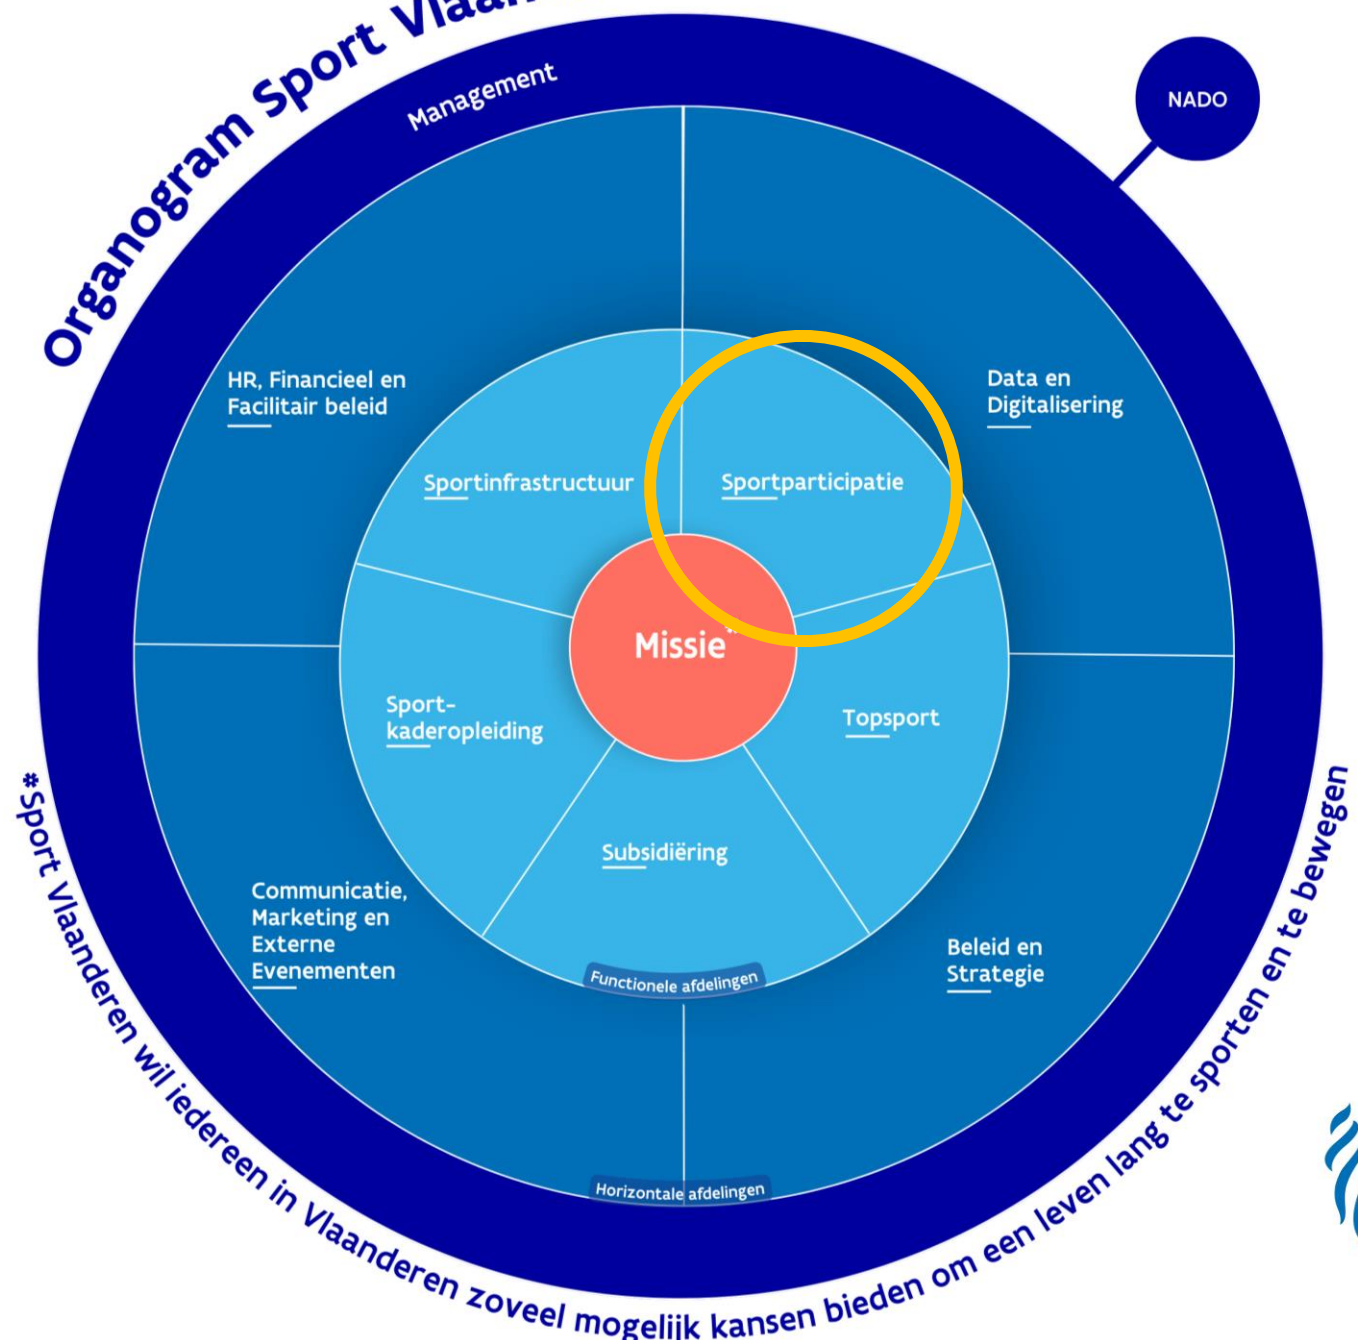 Organogram Sport
Management
NADO
HR, Financieel en
Facilitair beleid
Data en
Digitalisering
Sportinfrastructuur
Sportparticipatie
Missie*
Sport-
kaderopleiding
Topsport
Subsidiëring
Communicatie,
Marketing en
Externe
Evenementen
Beleid en
Strategie
Functionele afdelingen
Horizontale afdelingen
*Sport Vlaanderen wil iedereen in Vlaanderen zoveel mogelijk kansen bieden om een leven lang te sporten en te bewegen